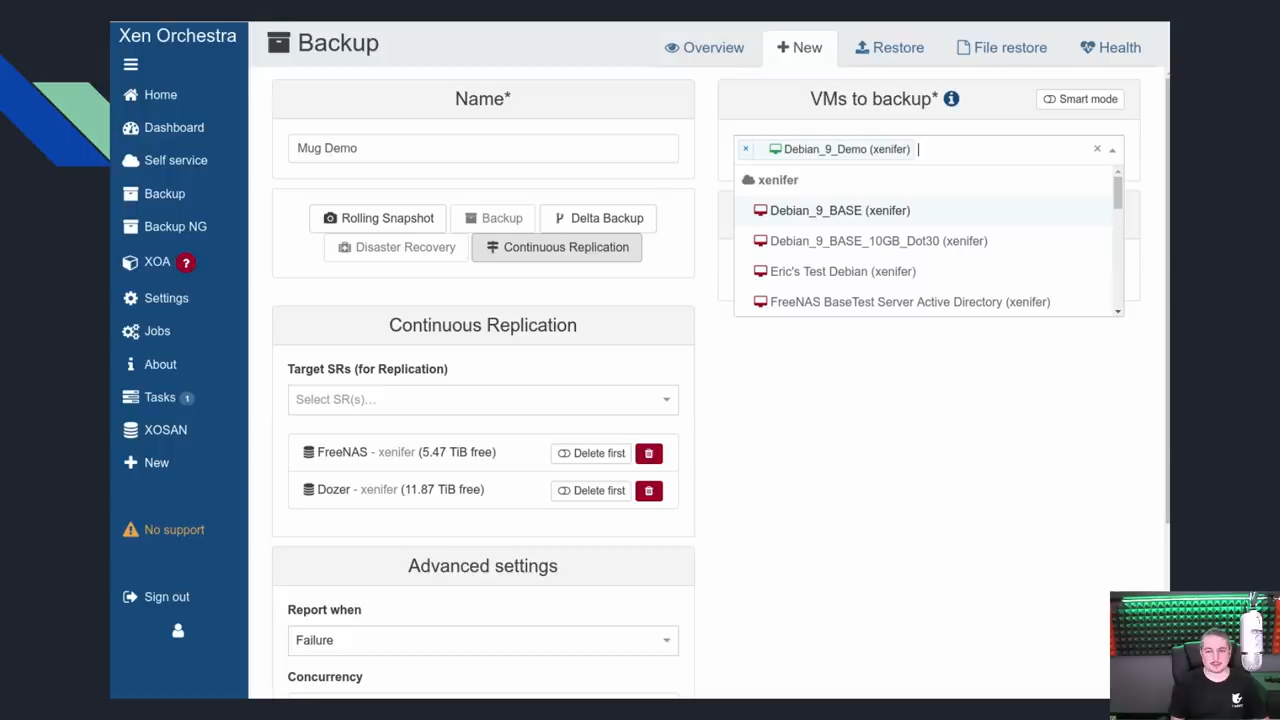 Xen Orchestra
Home
Dashboard
Self service
Backup
Backup NG
XOA ?
Settings
Jobs
About
Tasks 1
XOSAN
New
No support
Sign out
Backup
Overview
New
Restore
File restore
Health
Name*
Mug Demo
Rolling Snapshot
Backup
Delta Backup
Disaster Recovery
Continuous Replication
Continuous Replication
Target SRs (for Replication)
Select SR(s)...
FreeNAS - xenifer (5.47 TiB free)
Delete first
Dozer - xenifer (11.87 TiB free)
Delete first
Advanced settings
Report when
Failure
Concurrency
VMs to backup*
Smart mode
× Debian_9_Demo (xenifer) ×
xenifer
Debian_9_BASE (xenifer)
Debian_9_BASE_10GB_Dot30 (xenifer)
Eric's Test Debian (xenifer)
FreeNAS BaseTest Server Active Directory (xenifer)